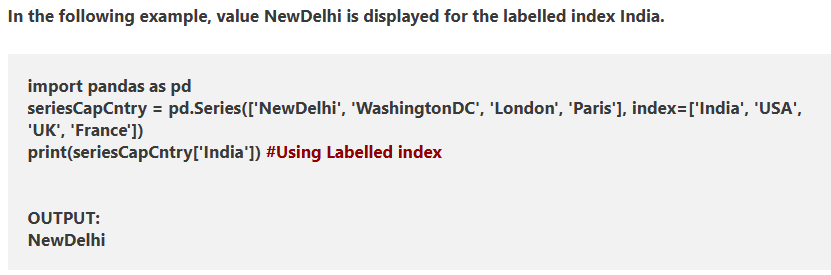 In the following example, value NewDelhi is displayed for the labelled index India.
import pandas as pd
seriesCapCntry = pd.Series(['NewDelhi', 'WashingtonDC', 'London', 'Paris'], index=['India', 'USA',
'UK', 'France'])
print(seriesCapCntry['India']) #Using Labelled index
OUTPUT:
NewDelhi